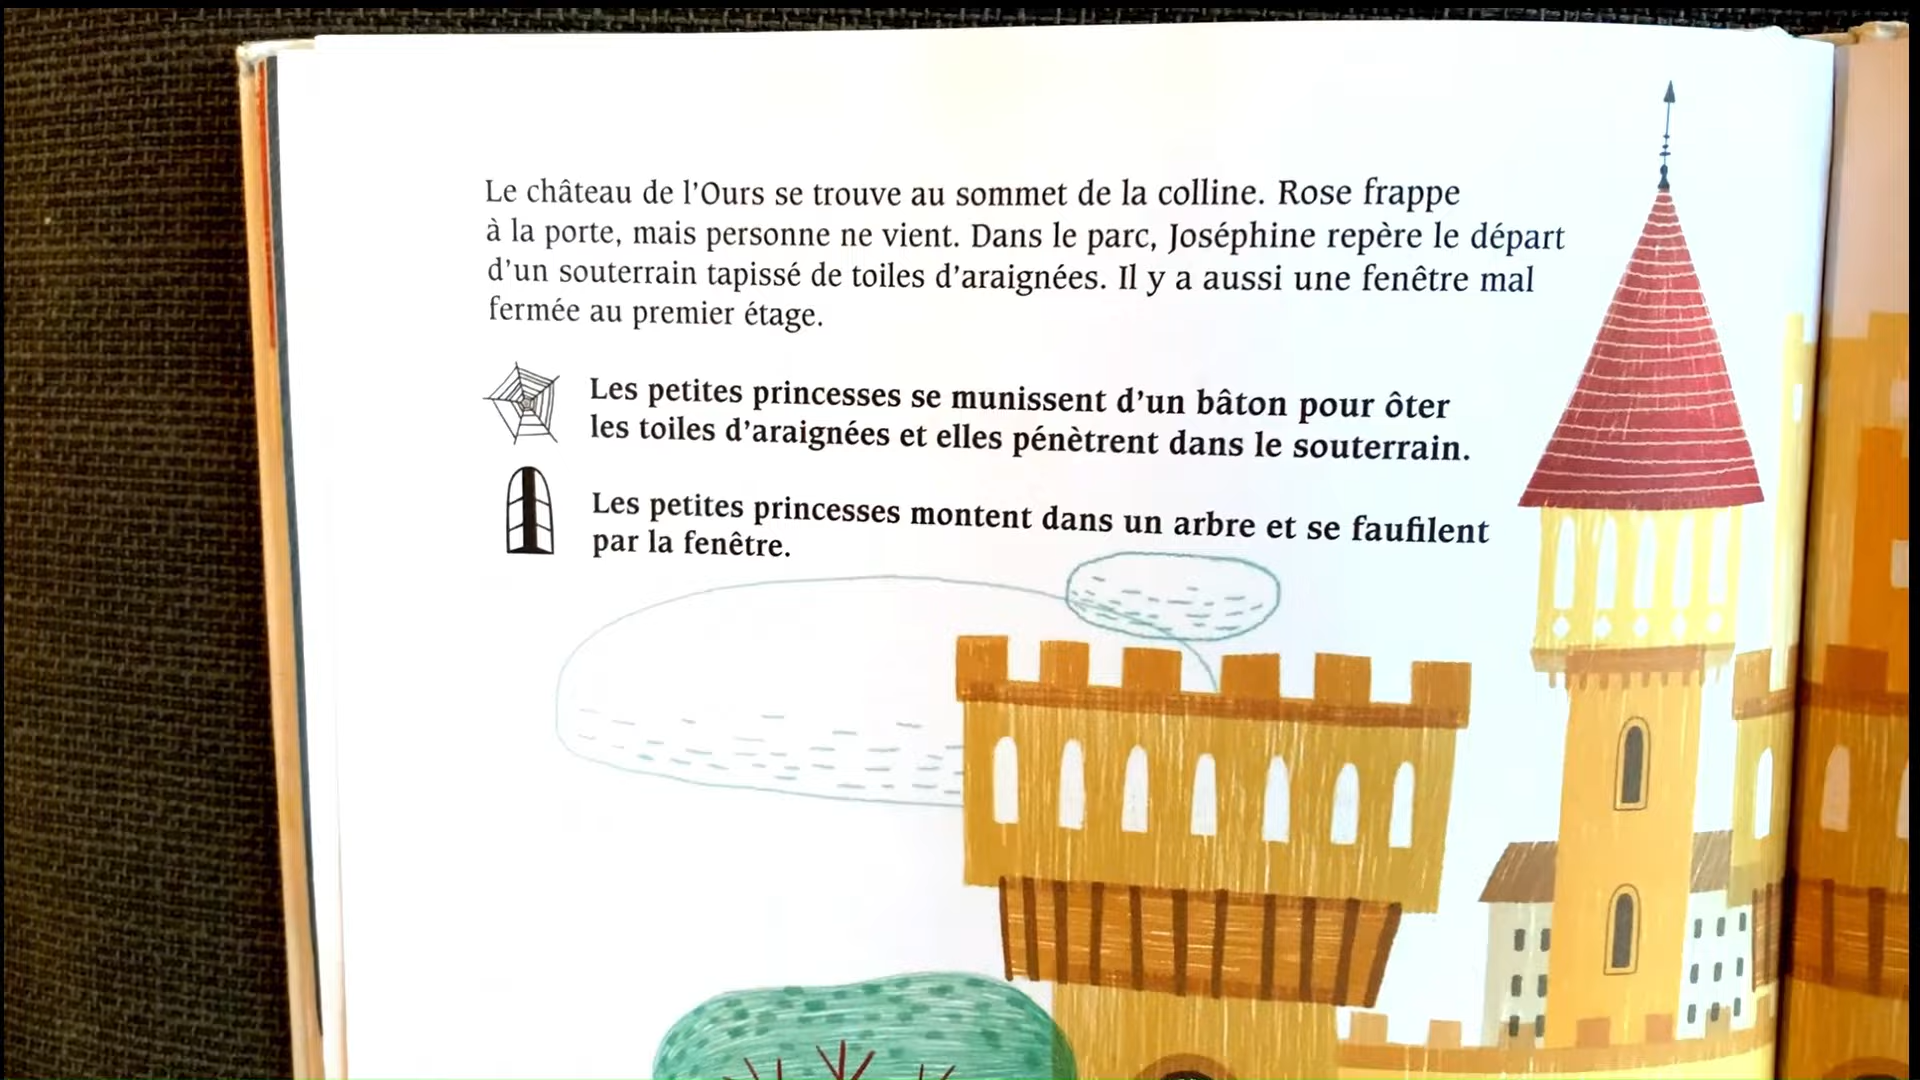 Le château de l'Ours se trouve au sommet de la colline. Rose frappe
à la porte, mais personne ne vient. Dans le parc, Joséphine repère le départ
d'un souterrain tapissé de toiles d'araignées. Il y a aussi une fenêtre mal
fermée au premier étage.
Les petites princesses se munissent d'un bâton pour ôter
les toiles d'araignées et elles pénètrent dans le souterrain.
Les petites princesses montent dans un arbre et se faufilent
par la fenêtre.